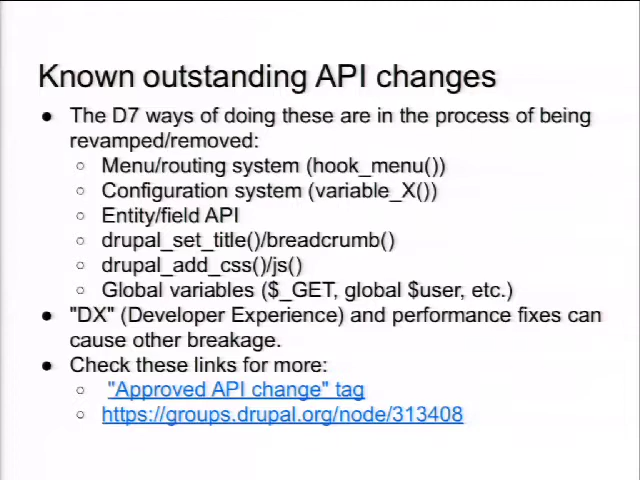 Known outstanding API changes
● The D7 ways of doing these are in the process of being
revamped/removed:
○ Menu/routing system (hook_menu())
○ Configuration system (variable_X())
○ Entity/field API
○ drupal_set_title()/breadcrumb()
○ drupal_add_css()/js()
○ Global variables ($_GET, global $user, etc.)
● "DX" (Developer Experience) and performance fixes can
cause other breakage.
● Check these links for more:
○ "Approved API change" tag
○ https://groups.drupal.org/node/313408